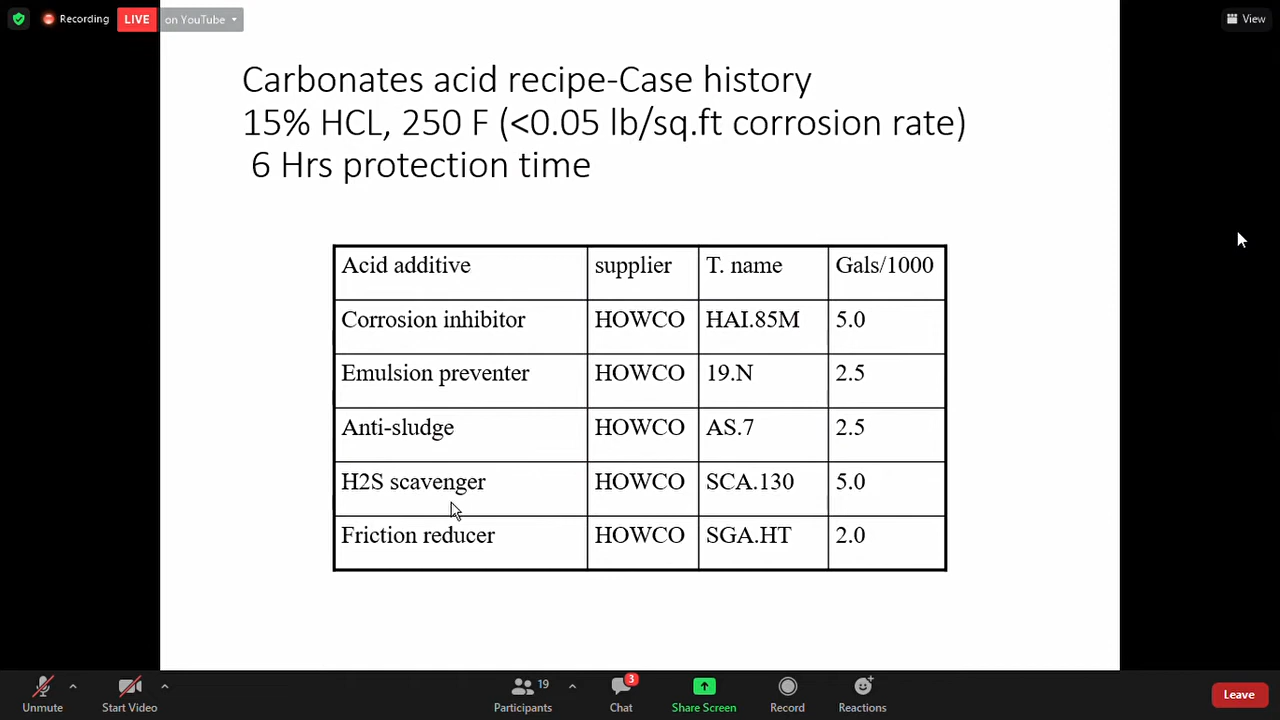 Recording LIVE on YouTube
View
Carbonates acid recipe-Case history
15% HCL, 250 F (<0.05 lb/sq.ft corrosion rate)
6 Hrs protection time
Acid additive supplier T. name Gals/1000
Corrosion inhibitor HOWCO HAI.85M 5.0
Emulsion preventer HOWCO 19.N 2.5
Anti-sludge HOWCO AS.7 2.5
H2S scavenger HOWCO SCA.130 5.0
Friction reducer HOWCO SGA.HT 2.0
19 3
Unmute Start Video Participants Chat Share Screen Record Reactions Leave